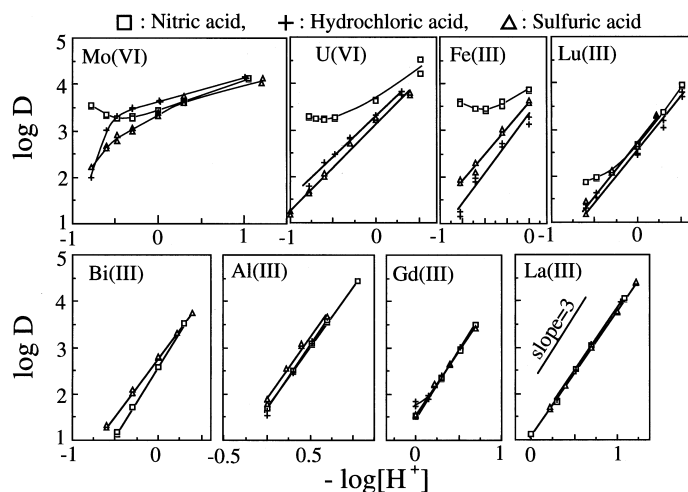 □ : Nitric acid, + : Hydrochloric acid, △ : Sulfuric acid
Mo(VI) U(VI) Fe(III) Lu(III)
5
4
3
2
1
log D
-1 0 1 -1 0 -1 0 -1 0
Bi(III) Al(III) Gd(III) La(III)
slope=3
5
4
3
2
1
log D
-1 0 -0.5 0.5 0 1 0 1
- log[H⁺]